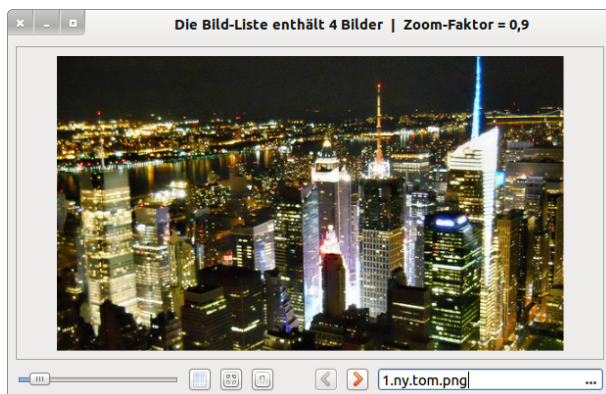 Die Bild-Liste enthält 4 Bilder | Zoom-Faktor = 0,9
1.ny.tom.png ...